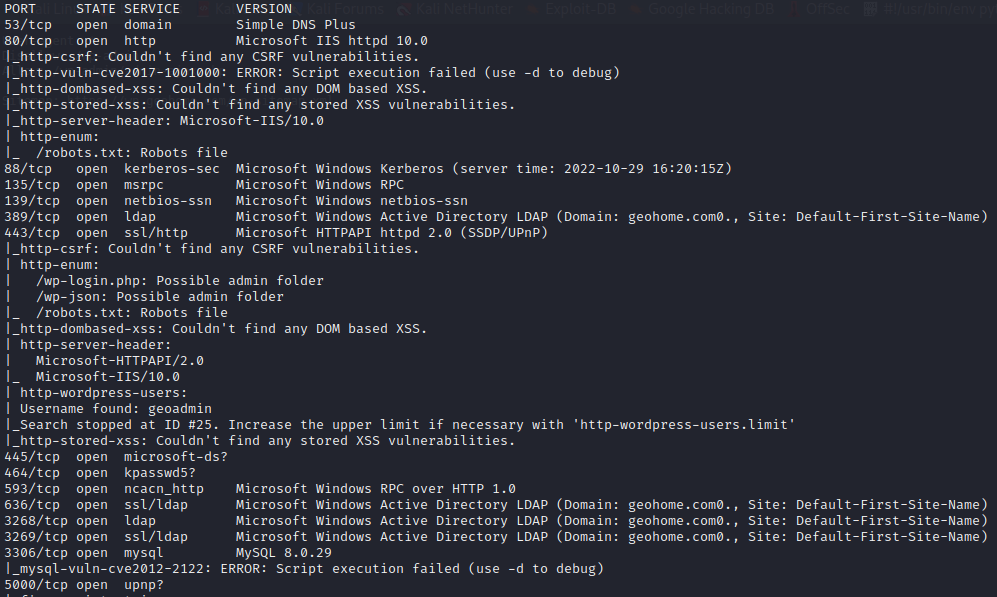 PORT     STATE SERVICE       VERSION
53/tcp   open  domain        Simple DNS Plus
80/tcp   open  http          Microsoft IIS httpd 10.0
|_http-csrf: Couldn't find any CSRF vulnerabilities.
|_http-vuln-cve2017-1001000: ERROR: Script execution failed (use -d to debug)
|_http-dombased-xss: Couldn't find any DOM based XSS.
|_http-stored-xss: Couldn't find any stored XSS vulnerabilities.
|_http-server-header: Microsoft-IIS/10.0
| http-enum:
|_  /robots.txt: Robots file
88/tcp   open  kerberos-sec  Microsoft Windows Kerberos (server time: 2022-10-29 16:20:15Z)
135/tcp  open  msrpc         Microsoft Windows RPC
139/tcp  open  netbios-ssn   Microsoft Windows netbios-ssn
389/tcp  open  ldap          Microsoft Windows Active Directory LDAP (Domain: geohome.com0., Site: Default-First-Site-Name)
443/tcp  open  ssl/http      Microsoft HTTPAPI httpd 2.0 (SSDP/UPnP)
|_http-csrf: Couldn't find any CSRF vulnerabilities.
| http-enum:
|   /wp-login.php: Possible admin folder
|   /wp-json: Possible admin folder
|_  /robots.txt: Robots file
|_http-dombased-xss: Couldn't find any DOM based XSS.
| http-server-header:
|   Microsoft-HTTPAPI/2.0
|_  Microsoft-IIS/10.0
| http-wordpress-users:
| Username found: geoadmin
|_Search stopped at ID #25. Increase the upper limit if necessary with 'http-wordpress-users.limit'
|_http-stored-xss: Couldn't find any stored XSS vulnerabilities.
445/tcp  open  microsoft-ds?
464/tcp  open  kpasswd5?
593/tcp  open  ncacn_http    Microsoft Windows RPC over HTTP 1.0
636/tcp  open  ssl/ldap      Microsoft Windows Active Directory LDAP (Domain: geohome.com0., Site: Default-First-Site-Name)
3268/tcp open  ldap          Microsoft Windows Active Directory LDAP (Domain: geohome.com0., Site: Default-First-Site-Name)
3269/tcp open  ssl/ldap      Microsoft Windows Active Directory LDAP (Domain: geohome.com0., Site: Default-First-Site-Name)
3306/tcp open  mysql         MySQL 8.0.29
|_mysql-vuln-cve2012-2122: ERROR: Script execution failed (use -d to debug)
5000/tcp open  upnp?